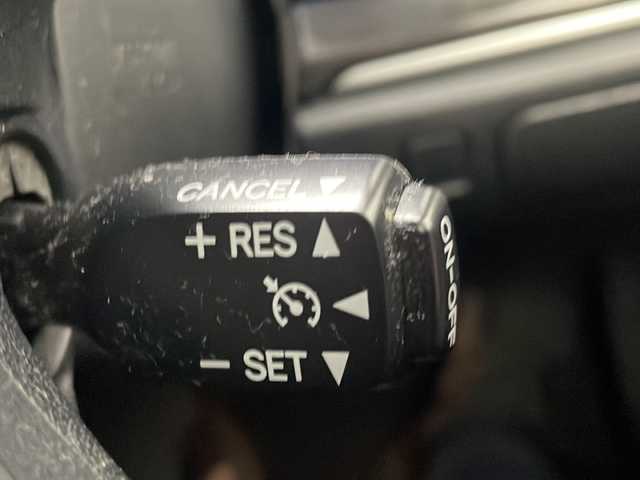 CANCEL
+ RES
- SET
ON-OFF